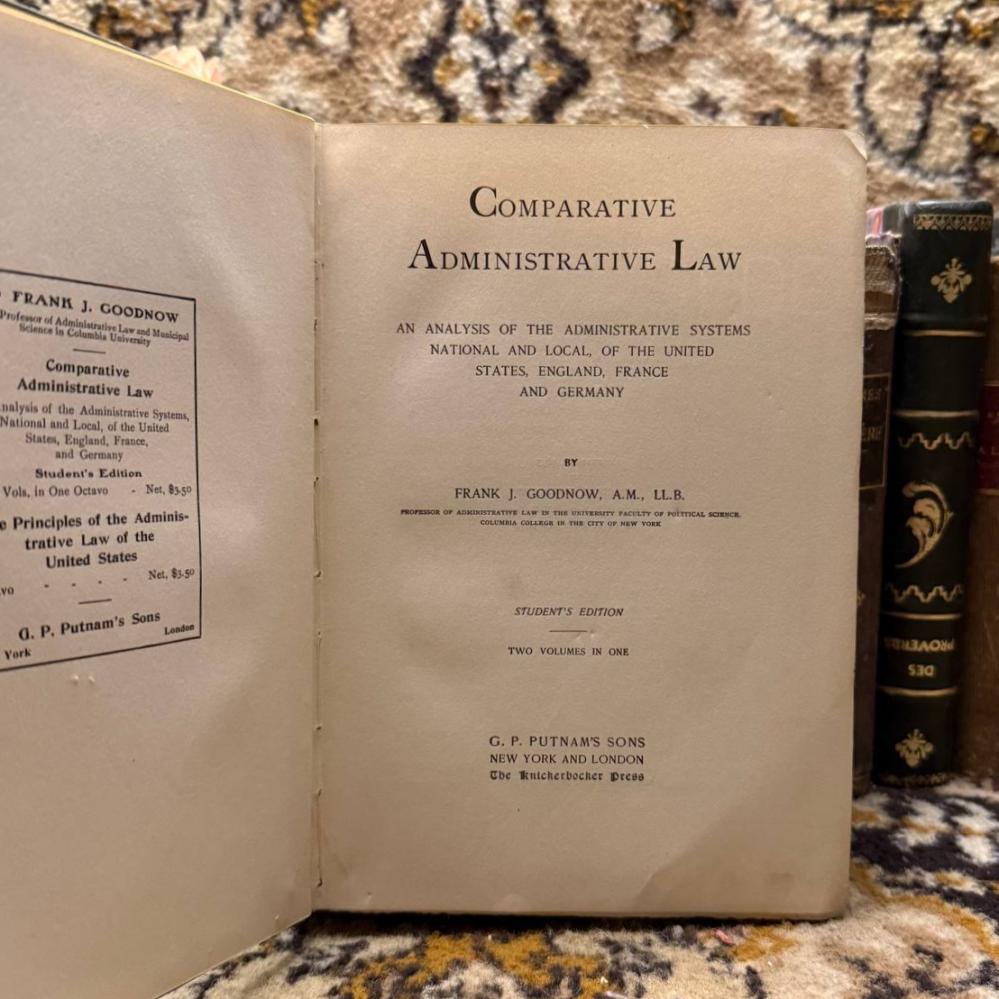 FRANK J. GOODNOW
Professor of Administrative Law and Municipal
Science in Columbia University
Comparative
Administrative Law
nalysis of the Administrative Systems,
National and Local, of the United
States, England, France,
and Germany
Student's Edition
Vols, in One Octavo - Net, $3.50
e Principles of the Adminis-
trative Law of the
United States
vo - - - - Net, $3.50
G. P. Putnam's Sons
York London
COMPARATIVE
ADMINISTRATIVE LAW
AN ANALYSIS OF THE ADMINISTRATIVE SYSTEMS
NATIONAL AND LOCAL, OF THE UNITED
STATES, ENGLAND, FRANCE
AND GERMANY
BY
FRANK J. GOODNOW, A.M., LL.B.
PROFESSOR OF ADMINISTRATIVE LAW IN THE UNIVERSITY FACULTY OF POLITICAL SCIENCE,
COLUMBIA COLLEGE IN THE CITY OF NEW YORK
STUDENT'S EDITION
TWO VOLUMES IN ONE
G. P. PUTNAM'S SONS
NEW YORK AND LONDON
The Knickerbocker Press
DES
PROVERBES